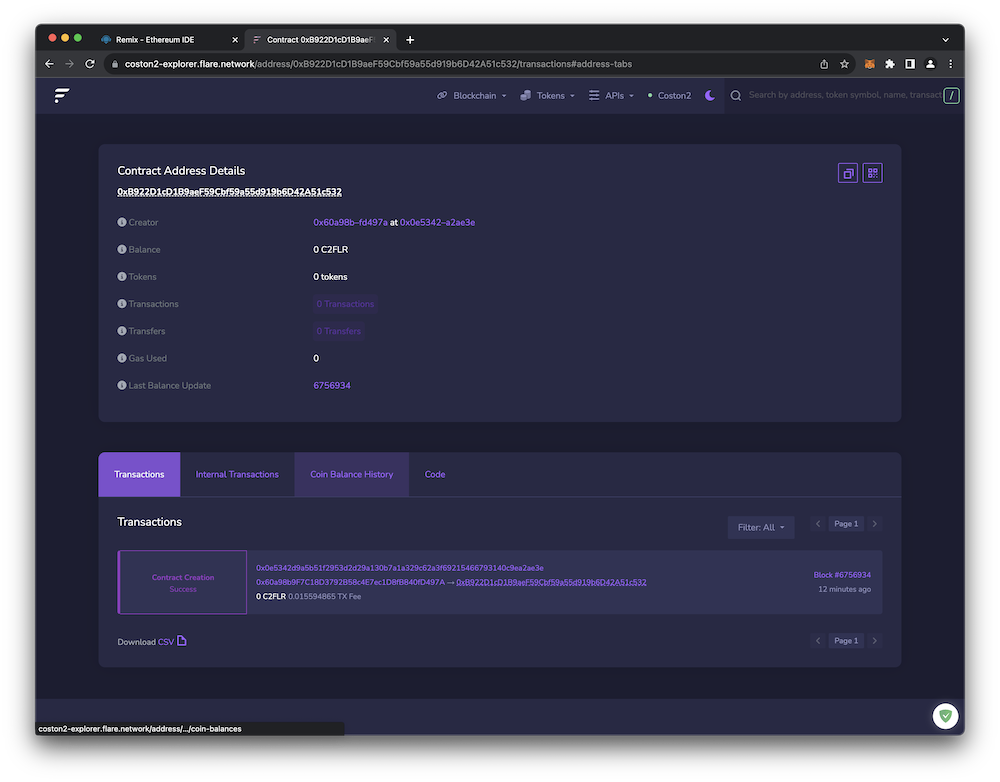 Remix - Ethereum IDE
Contract 0xB922D1cD1B9aeF
coston2-explorer.flare.network/address/0xB922D1cD1B9aeF59Cbf59a55d919b6D42A51c532/transactions#address-tabs
Blockchain
Tokens
APIs
Coston2
Search by address, token symbol, name, transact
/
Contract Address Details
0xB922D1cD1B9aeF59Cbf59a55d919b6D42A51c532
Creator
0x60a98b–fd497a at 0x0e5342–a2ae3e
Balance
0 C2FLR
Tokens
0 tokens
Transactions
0 Transactions
Transfers
0 Transfers
Gas Used
0
Last Balance Update
6756934
Transactions
Internal Transactions
Coin Balance History
Code
Transactions
Filter: All
Page 1
Contract Creation
Success
0x0e5342d9a5b51f2953d2d29a130b7a1a329c62a3f69215466793140c9ea2ae3e
0x60a98b9F7C18D3792B58c4E7ec1DBfB840fD497A → 0xB922D1cD1B9aeF59Cbf59a55d919b6D42A51c532
0 C2FLR 0.015594865 TX Fee
Block #6756934
12 minutes ago
Download CSV
Page 1
coston2-explorer.flare.network/address/.../coin-balances